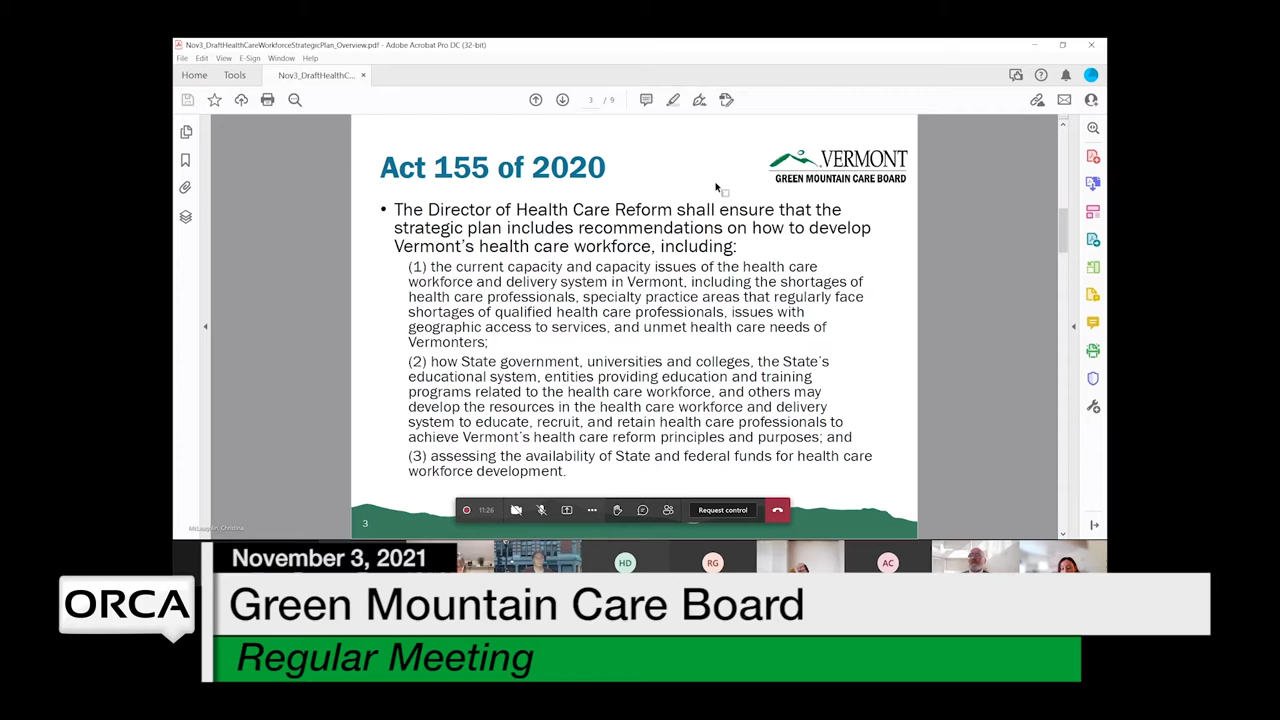 Nov3_DraftHealthCareWorkforceStrategicPlan_Overview.pdf - Adobe Acrobat Pro DC (32-bit)
File Edit View E-Sign Window Help
Home Tools Nov3_DraftHealthC... ×
3 / 9
Act 155 of 2020
VERMONT
GREEN MOUNTAIN CARE BOARD
• The Director of Health Care Reform shall ensure that the
strategic plan includes recommendations on how to develop
Vermont's health care workforce, including:
(1) the current capacity and capacity issues of the health care
workforce and delivery system in Vermont, including the shortages of
health care professionals, specialty practice areas that regularly face
shortages of qualified health care professionals, issues with
geographic access to services, and unmet health care needs of
Vermonters;
(2) how State government, universities and colleges, the State's
educational system, entities providing education and training
programs related to the health care workforce, and others may
develop the resources in the health care workforce and delivery
system to educate, recruit, and retain health care professionals to
achieve Vermont's health care reform principles and purposes; and
(3) assessing the availability of State and federal funds for health care
workforce development.
11:26 Request control
3
McLaughlin, Christina
HD RG AC
November 3, 2021
ORCA
Green Mountain Care Board
Regular Meeting